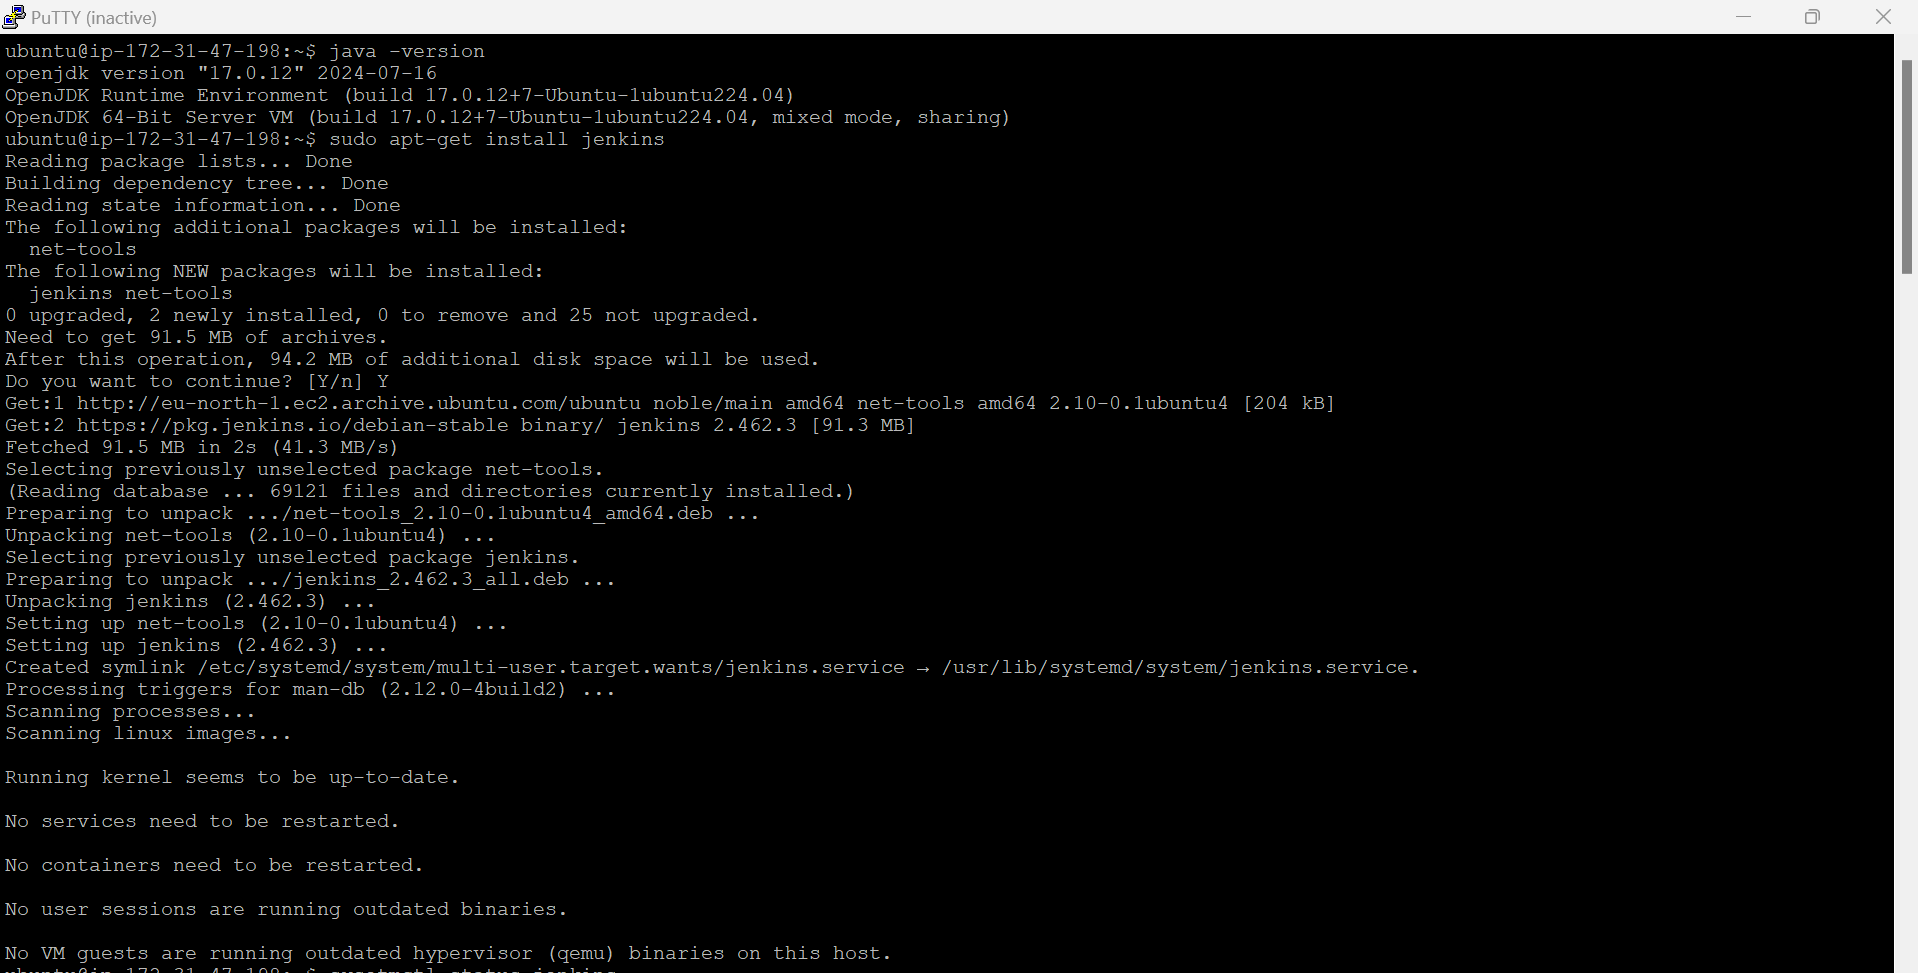 PuTTY (inactive)
ubuntu@ip-172-31-47-198:~$ java -version
openjdk version "17.0.12" 2024-07-16
OpenJDK Runtime Environment (build 17.0.12+7-Ubuntu-1ubuntu224.04)
OpenJDK 64-Bit Server VM (build 17.0.12+7-Ubuntu-1ubuntu224.04, mixed mode, sharing)
ubuntu@ip-172-31-47-198:~$ sudo apt-get install jenkins
Reading package lists... Done
Building dependency tree... Done
Reading state information... Done
The following additional packages will be installed:
  net-tools
The following NEW packages will be installed:
  jenkins net-tools
0 upgraded, 2 newly installed, 0 to remove and 25 not upgraded.
Need to get 91.5 MB of archives.
After this operation, 94.2 MB of additional disk space will be used.
Do you want to continue? [Y/n] Y
Get:1 http://eu-north-1.ec2.archive.ubuntu.com/ubuntu noble/main amd64 net-tools amd64 2.10-0.1ubuntu4 [204 kB]
Get:2 https://pkg.jenkins.io/debian-stable binary/ jenkins 2.462.3 [91.3 MB]
Fetched 91.5 MB in 2s (41.3 MB/s)
Selecting previously unselected package net-tools.
(Reading database ... 69121 files and directories currently installed.)
Preparing to unpack .../net-tools_2.10-0.1ubuntu4_amd64.deb ...
Unpacking net-tools (2.10-0.1ubuntu4) ...
Selecting previously unselected package jenkins.
Preparing to unpack .../jenkins_2.462.3_all.deb ...
Unpacking jenkins (2.462.3) ...
Setting up net-tools (2.10-0.1ubuntu4) ...
Setting up jenkins (2.462.3) ...
Created symlink /etc/systemd/system/multi-user.target.wants/jenkins.service → /usr/lib/systemd/system/jenkins.service.
Processing triggers for man-db (2.12.0-4build2) ...
Scanning processes...
Scanning linux images...
Running kernel seems to be up-to-date.
No services need to be restarted.
No containers need to be restarted.
No user sessions are running outdated binaries.
No VM guests are running outdated hypervisor (qemu) binaries on this host.